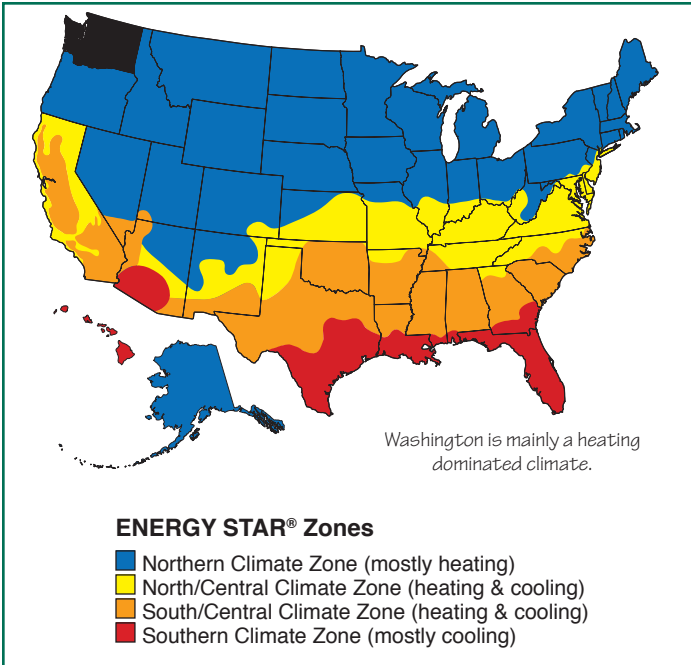 Washington is mainly a heating
dominated climate.
ENERGY STAR® Zones
Northern Climate Zone (mostly heating)
North/Central Climate Zone (heating & cooling)
South/Central Climate Zone (heating & cooling)
Southern Climate Zone (mostly cooling)